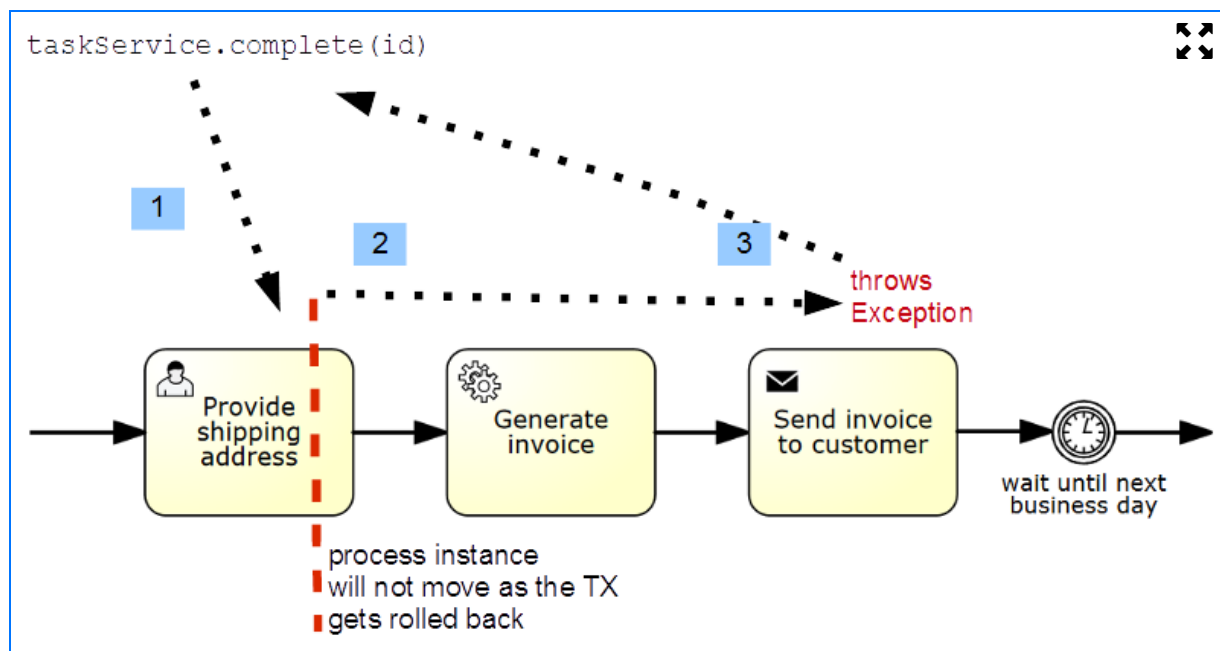 taskService.complete(id)
1
2
3
throws
Exception
Provide
shipping
address
Generate
invoice
Send invoice
to customer
wait until next
business day
process instance
will not move as the TX
gets rolled back